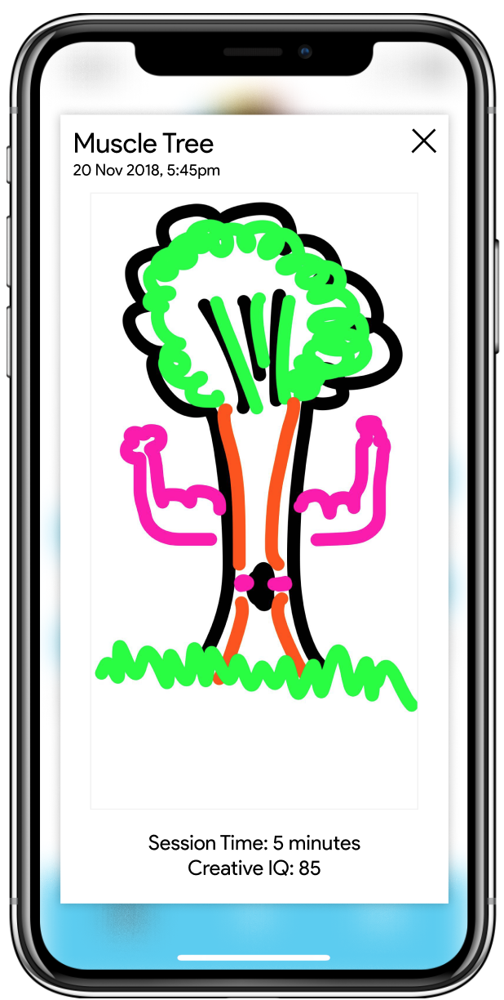 Muscle Tree
20 Nov 2018, 5:45pm
Session Time: 5 minutes
Creative IQ: 85